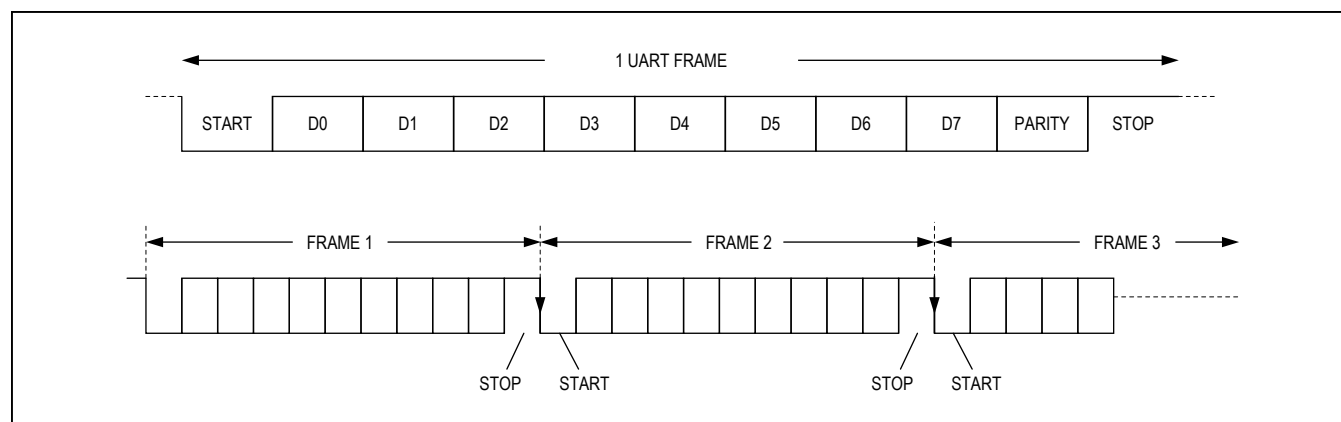 1 UART FRAME
START D0 D1 D2 D3 D4 D5 D6 D7 PARITY STOP
FRAME 1 FRAME 2 FRAME 3
STOP START STOP START